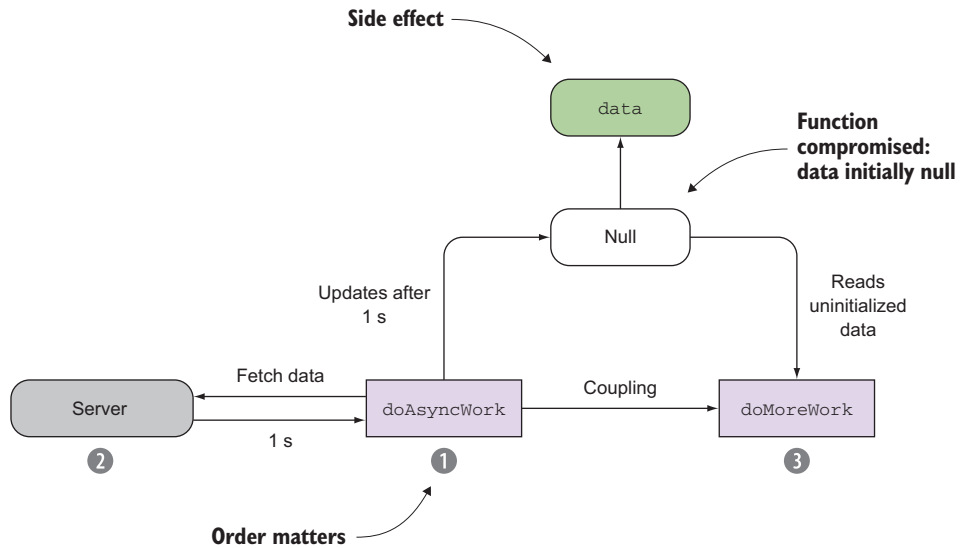 Side effect
data
Function
compromised:
data initially null
Null
Updates after
1 s
Reads
uninitialized
data
Fetch data
Coupling
Server
doAsyncWork
doMoreWork
1 s
2
1
3
Order matters